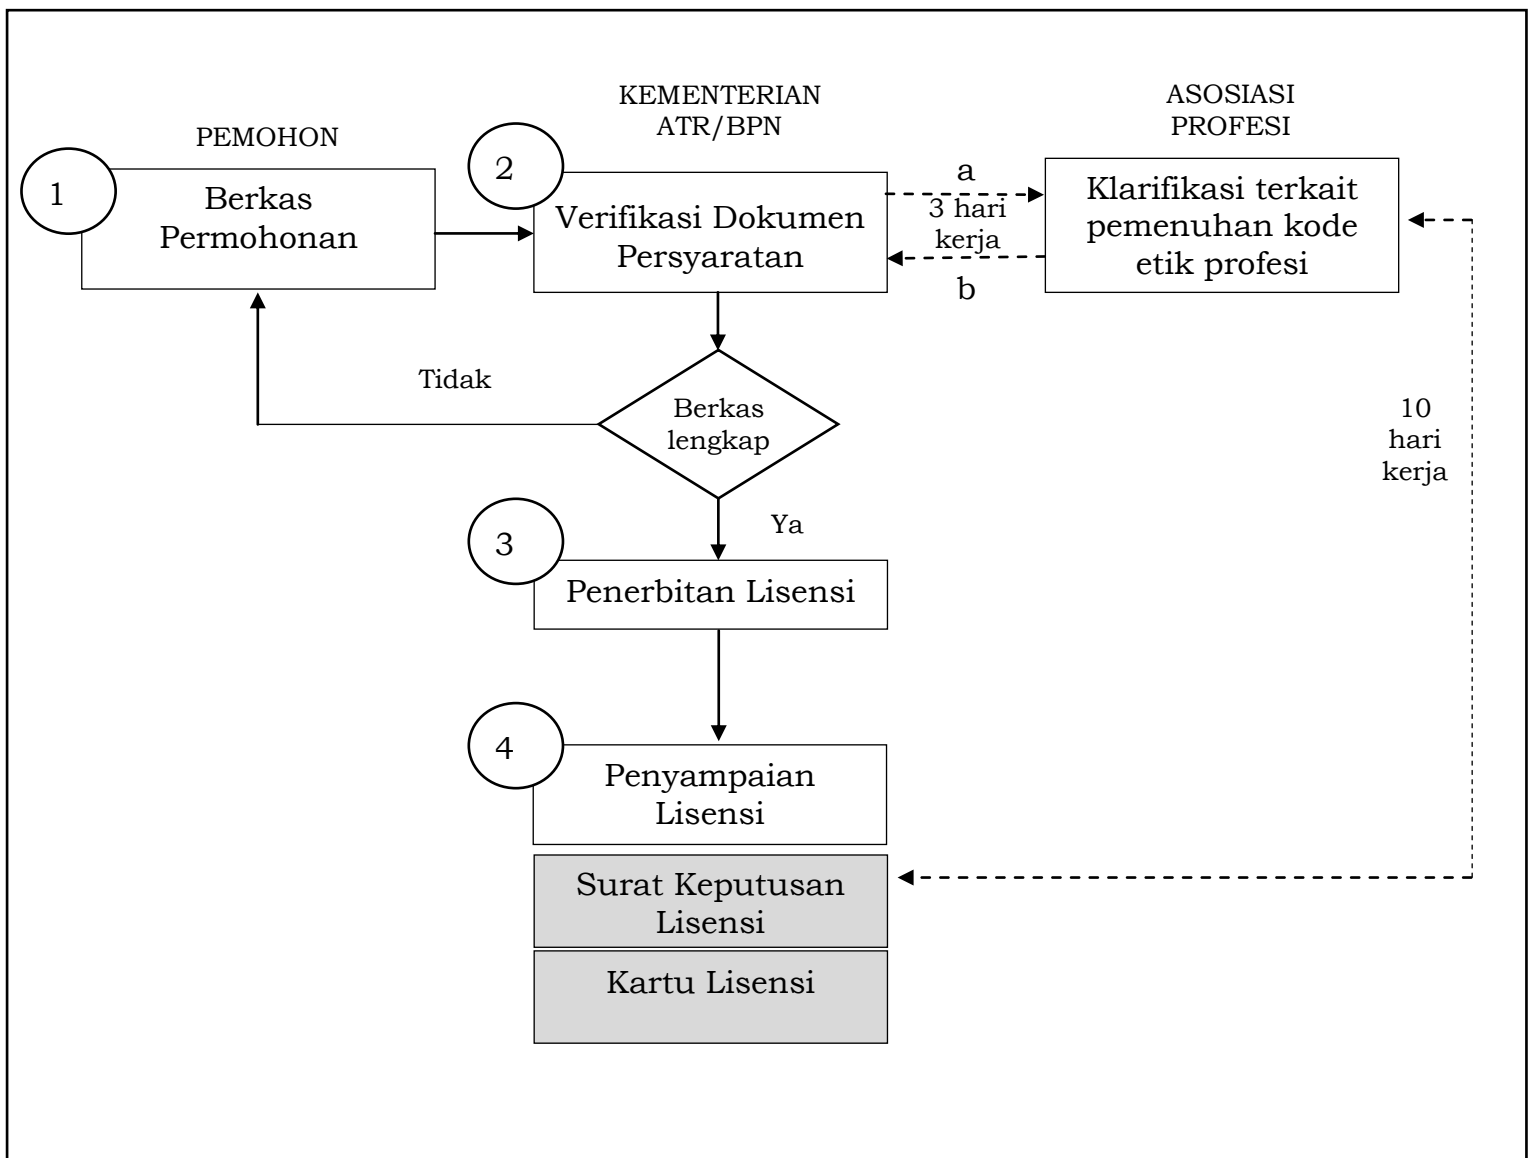 PEMOHON
KEMENTERIAN
ATR/BPN
ASOSIASI
PROFESI
1
Berkas
Permohonan
2
Verifikasi Dokumen
Persyaratan
a
3 hari
kerja
b
Klarifikasi terkait
pemenuhan kode
etik profesi
Tidak
Berkas
lengkap
10
hari
kerja
Ya
3
Penerbitan Lisensi
4
Penyampaian
Lisensi
Surat Keputusan
Lisensi
Kartu Lisensi